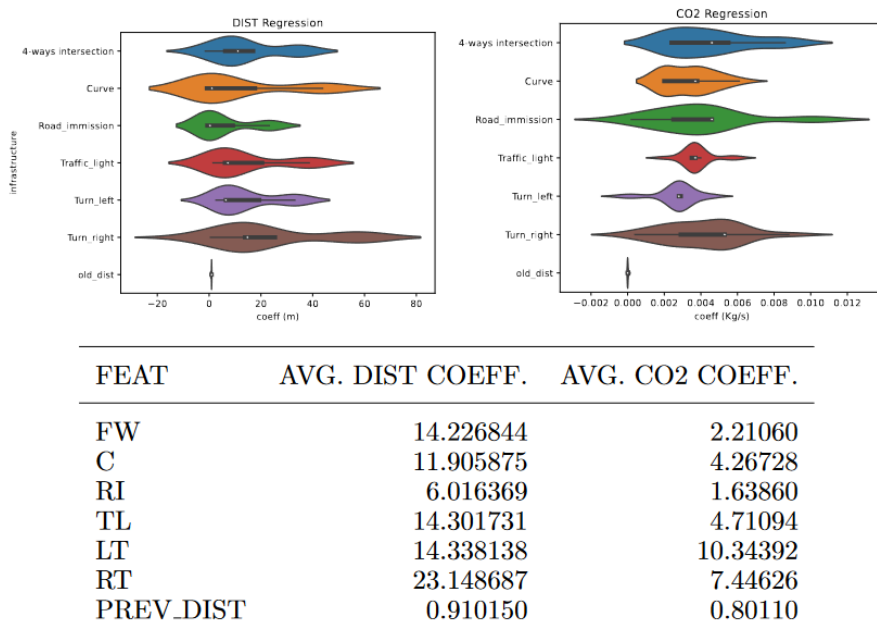 DIST Regression
4-ways intersection
Curve
Road_immission
Traffic_light
Turn_left
Turn_right
old_dist
infrastructure
−20 0 20 40 60 80
coeff (m)
CO2 Regression
4-ways intersection
Curve
Road_immission
Traffic_light
Turn_left
Turn_right
old_dist
−0.002 0.000 0.002 0.004 0.006 0.008 0.010 0.012
coeff (Kg/s)
FEAT AVG. DIST COEFF. AVG. CO2 COEFF.
FW 14.226844 2.21060
C 11.905875 4.26728
RI 6.016369 1.63860
TL 14.301731 4.71094
LT 14.338138 10.34392
RT 23.148687 7.44626
PREV_DIST 0.910150 0.80110